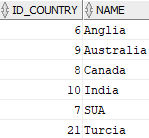 ID_COUNTRY NAME
6 Anglia
9 Australia
8 Canada
10 India
7 SUA
21 Turcia